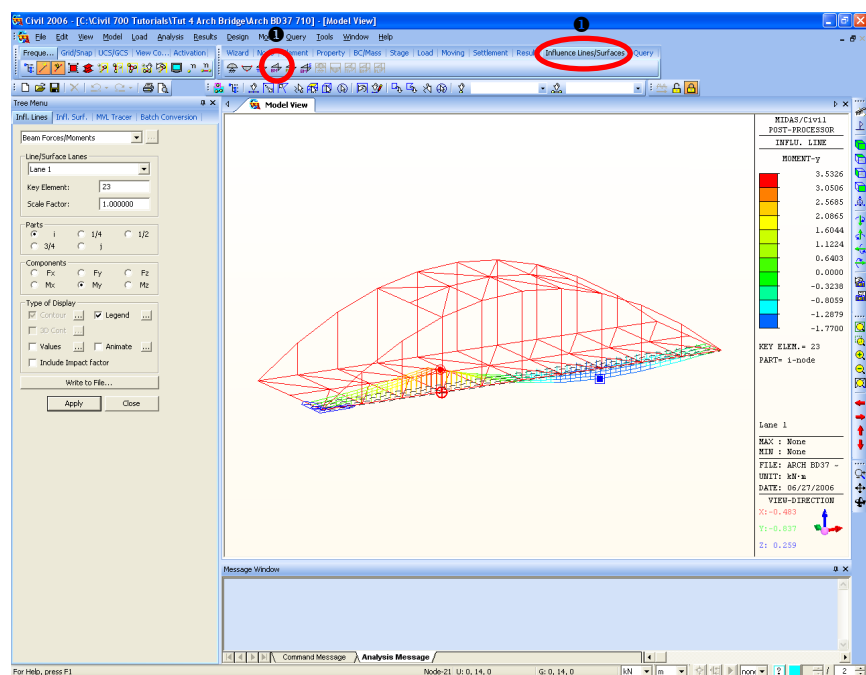 Civil 2006 - [C:\Civil 700 Tutorials\Tut 4 Arch Bridge\Arch BD37 710] - [Model View]
File Edit View Model Load Analysis Results Design Query Tools Window Help
Freque... Grid/Snap UCS/GCS View Co... Activation Wizard Property BC/Mass Stage Load Moving Settlement Influence Lines/Surfaces Query
Tree Menu
Infl. Lines Infl. Surf. MVL Tracer Batch Conversion
Model View
Beam Forces/Moments
Line/Surface Lanes
Lane 1
Key Element: 23
Scale Factor: 1.000000
Parts
i 1/4 1/2
3/4 j
Components
Fx Fy Fz
Mx My Mz
Type of Display
Contour ... Legend ...
3D Cont ...
Values ... Animate ...
Include Impact factor
Write to File...
Apply Close
MIDAS/Civil
POST-PROCESSOR
INFLU. LINE
MOMENT-y
3.5326
3.0506
2.5685
2.0865
1.6044
1.1224
0.6403
0.0000
-0.3238
-0.8059
-1.2879
-1.7700
KEY ELEM.= 23
PART= i-node
Lane 1
MAX : None
MIN : None
FILE: ARCH BD37 ~
UNIT: kN·m
DATE: 06/27/2006
VIEW-DIRECTION
X:-0.483
Y:-0.837
Z: 0.259
Message Window
Command Message Analysis Message
For Help, press F1 Node-21 U: 0, 14, 0 G: 0, 14, 0 kN m non 2